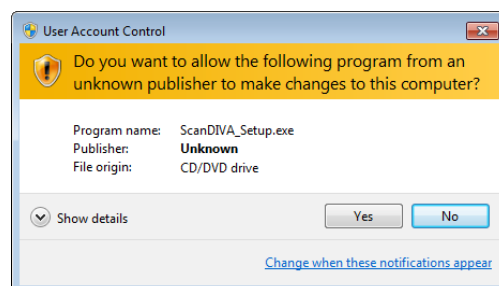 User Account Control
Do you want to allow the following program from an
unknown publisher to make changes to this computer?
Program name: ScanDIVA_Setup.exe
Publisher: Unknown
File origin: CD/DVD drive
Show details
Yes No
Change when these notifications appear